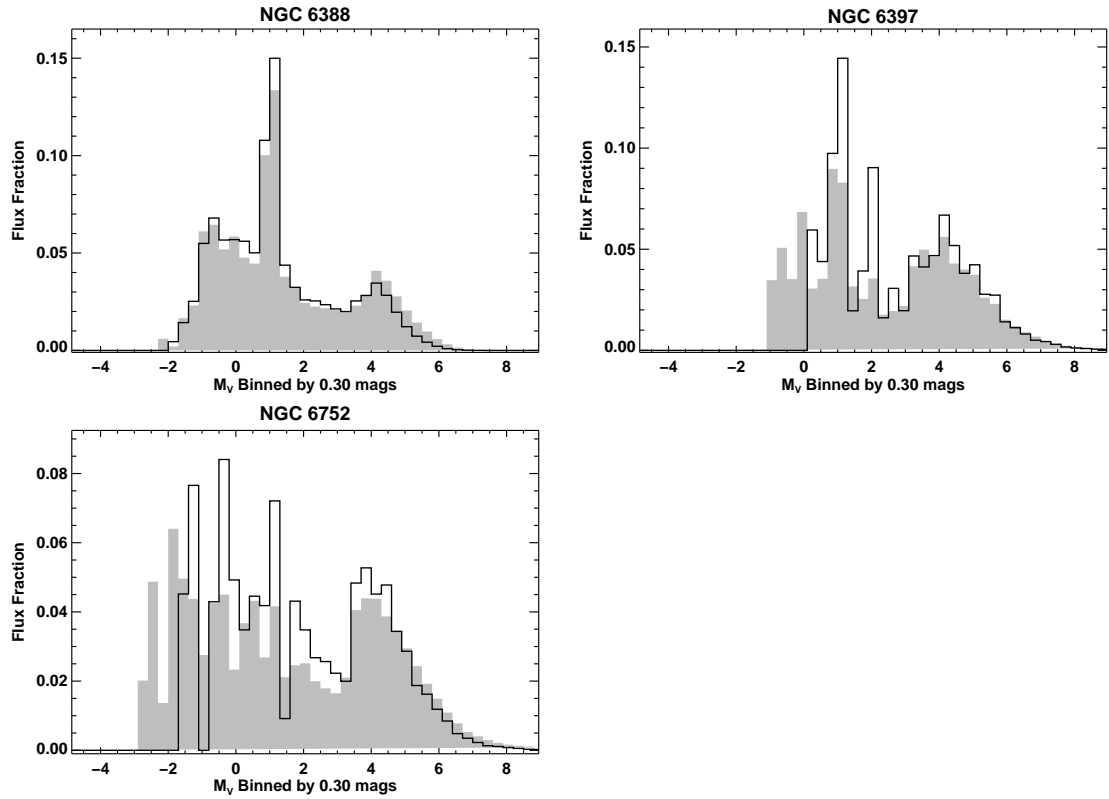 NGC 6388
0.15
0.10
0.05
0.00
Flux Fraction
−4 −2 0 2 4 6 8
M_V Binned by 0.30 mags
NGC 6397
0.15
0.10
0.05
0.00
Flux Fraction
−4 −2 0 2 4 6 8
M_V Binned by 0.30 mags
NGC 6752
0.08
0.06
0.04
0.02
0.00
Flux Fraction
−4 −2 0 2 4 6 8
M_V Binned by 0.30 mags